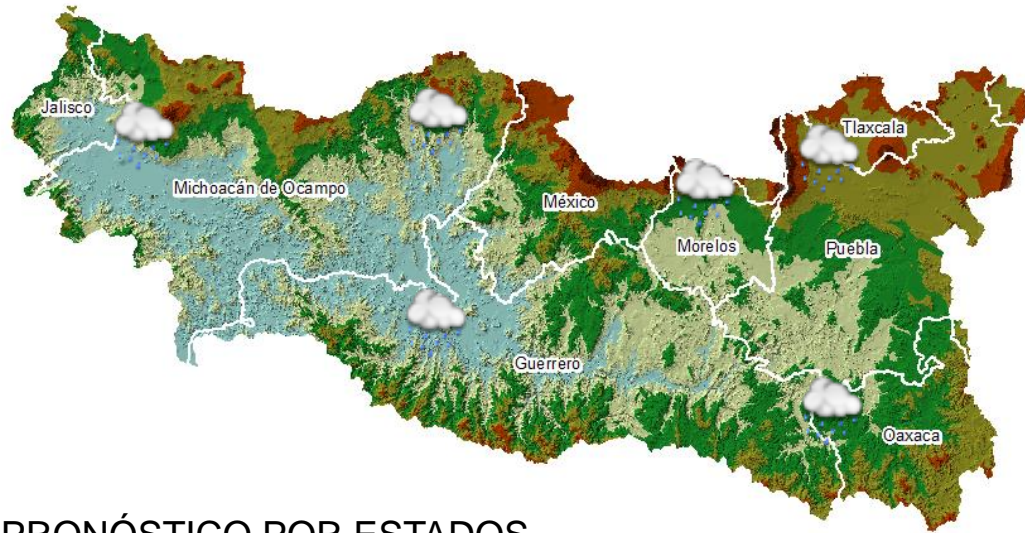 Jalisco
Tlaxcala
Michoacán de Ocampo
México
Morelos
Puebla
Guerrero
Oaxaca
PRONÓSTICO POR ESTADOS